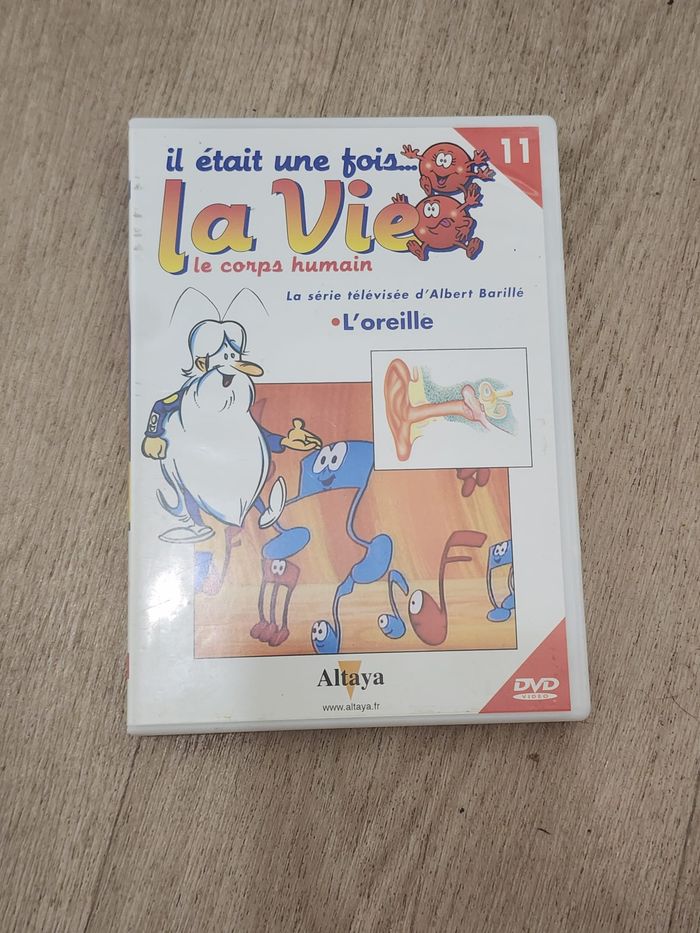 il était une fois...
11
la Vie
le corps humain
La série télévisée d'Albert Barillé
•L'oreille
Altaya
www.altaya.fr
DVD
VIDEO